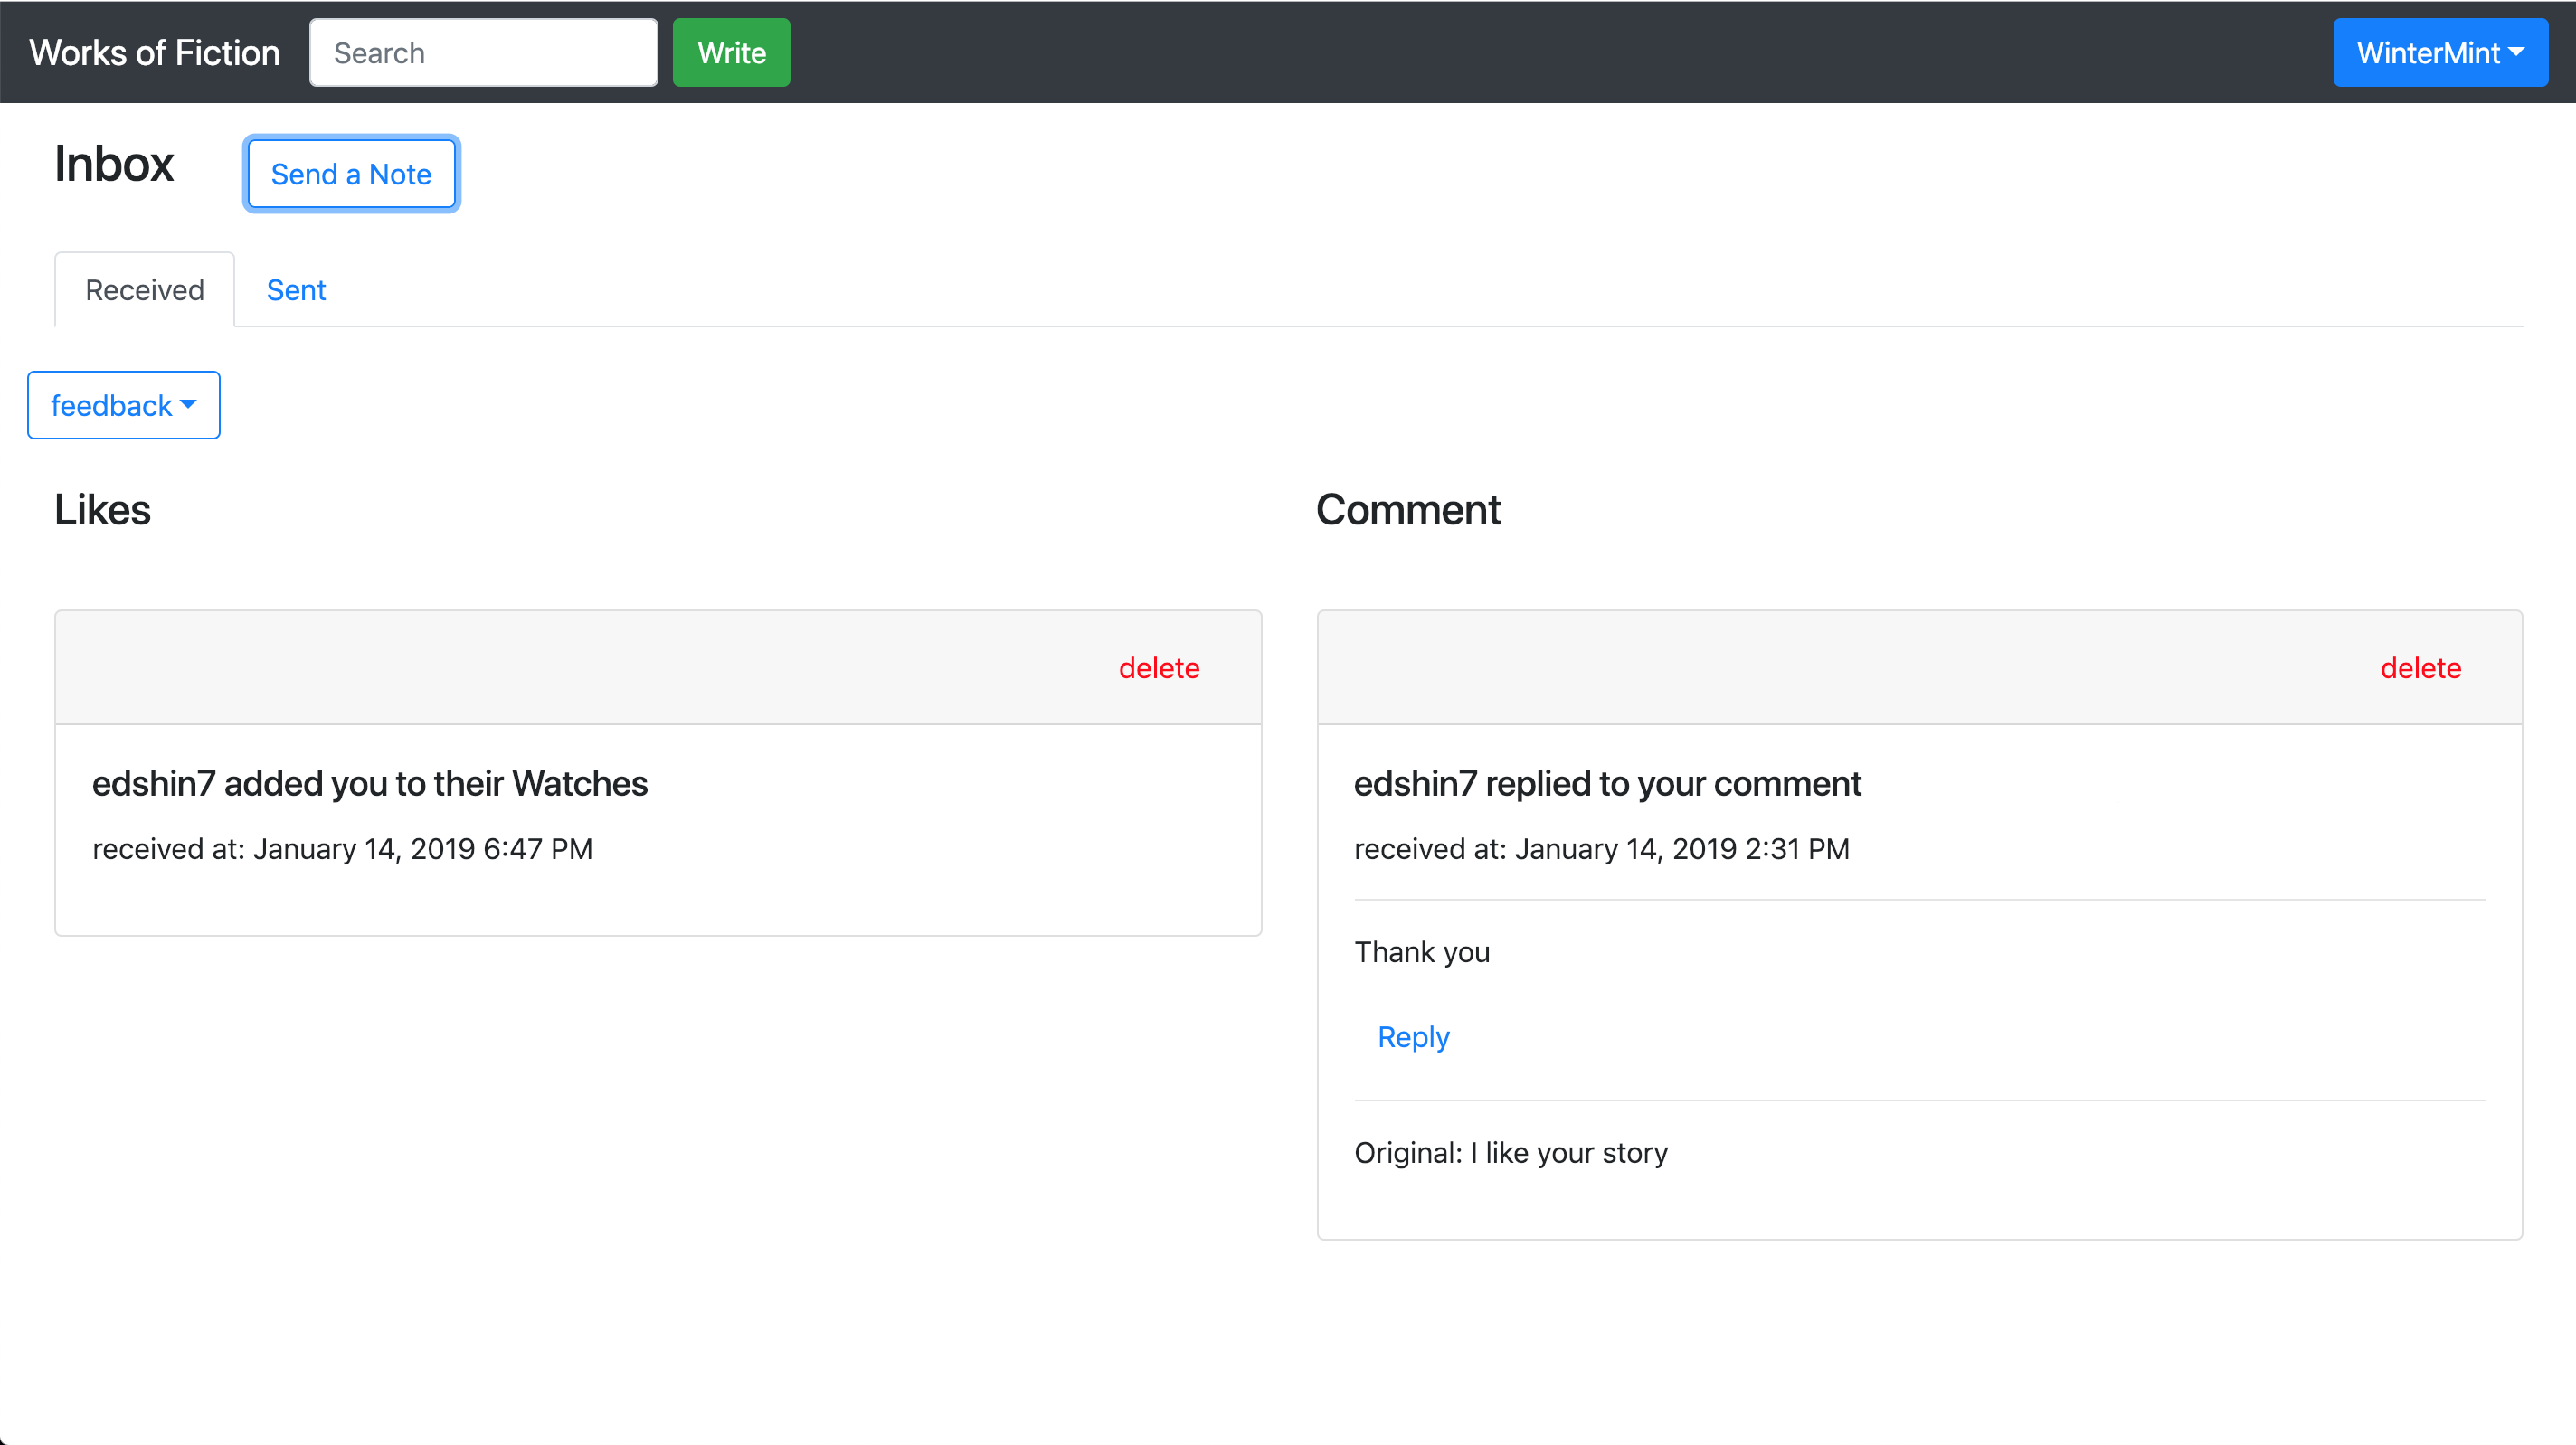 Works of Fiction Search Write WinterMint
Inbox Send a Note
Received Sent
feedback
Likes
delete
edshin7 added you to their Watches
received at: January 14, 2019 6:47 PM
Comment
delete
edshin7 replied to your comment
received at: January 14, 2019 2:31 PM
Thank you
Reply
Original: I like your story